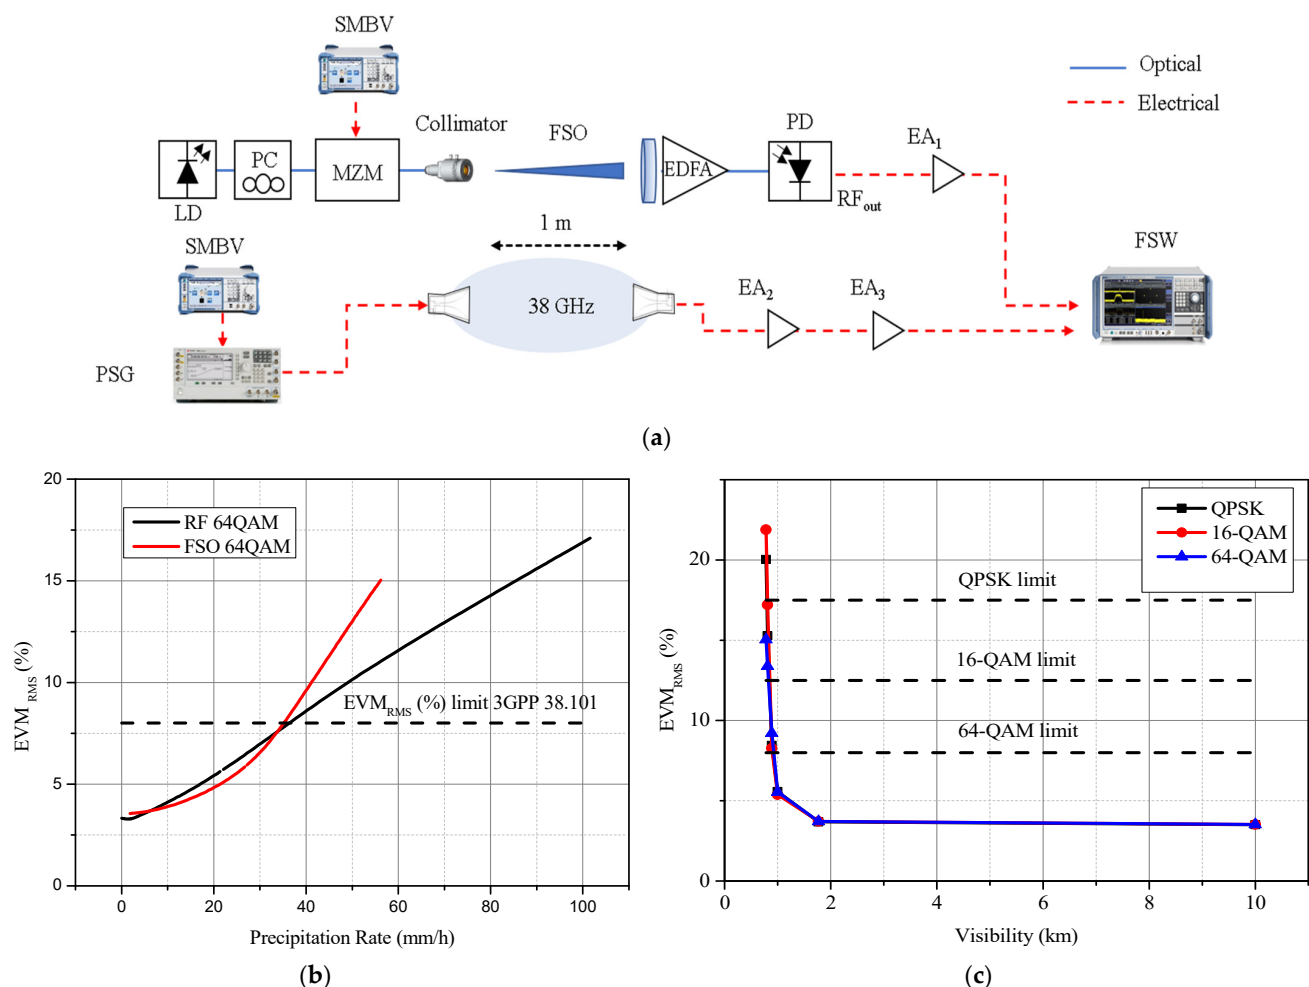 SMBV
Optical
Electrical
Collimator
FSO
PD
EA1
LD
PC
MZM
EDFA
RFout
1 m
SMBV
FSW
38 GHz
EA2
EA3
PSG
(a)
20
15
10
5
0
EVMRMS (%)
RF 64QAM
FSO 64QAM
EVMRMS (%) limit 3GPP 38.101
0 20 40 60 80 100
Precipitation Rate (mm/h)
(b)
20
10
0
EVMRMS (%)
QPSK
16-QAM
64-QAM
QPSK limit
16-QAM limit
64-QAM limit
0 2 4 6 8 10
Visibility (km)
(c)